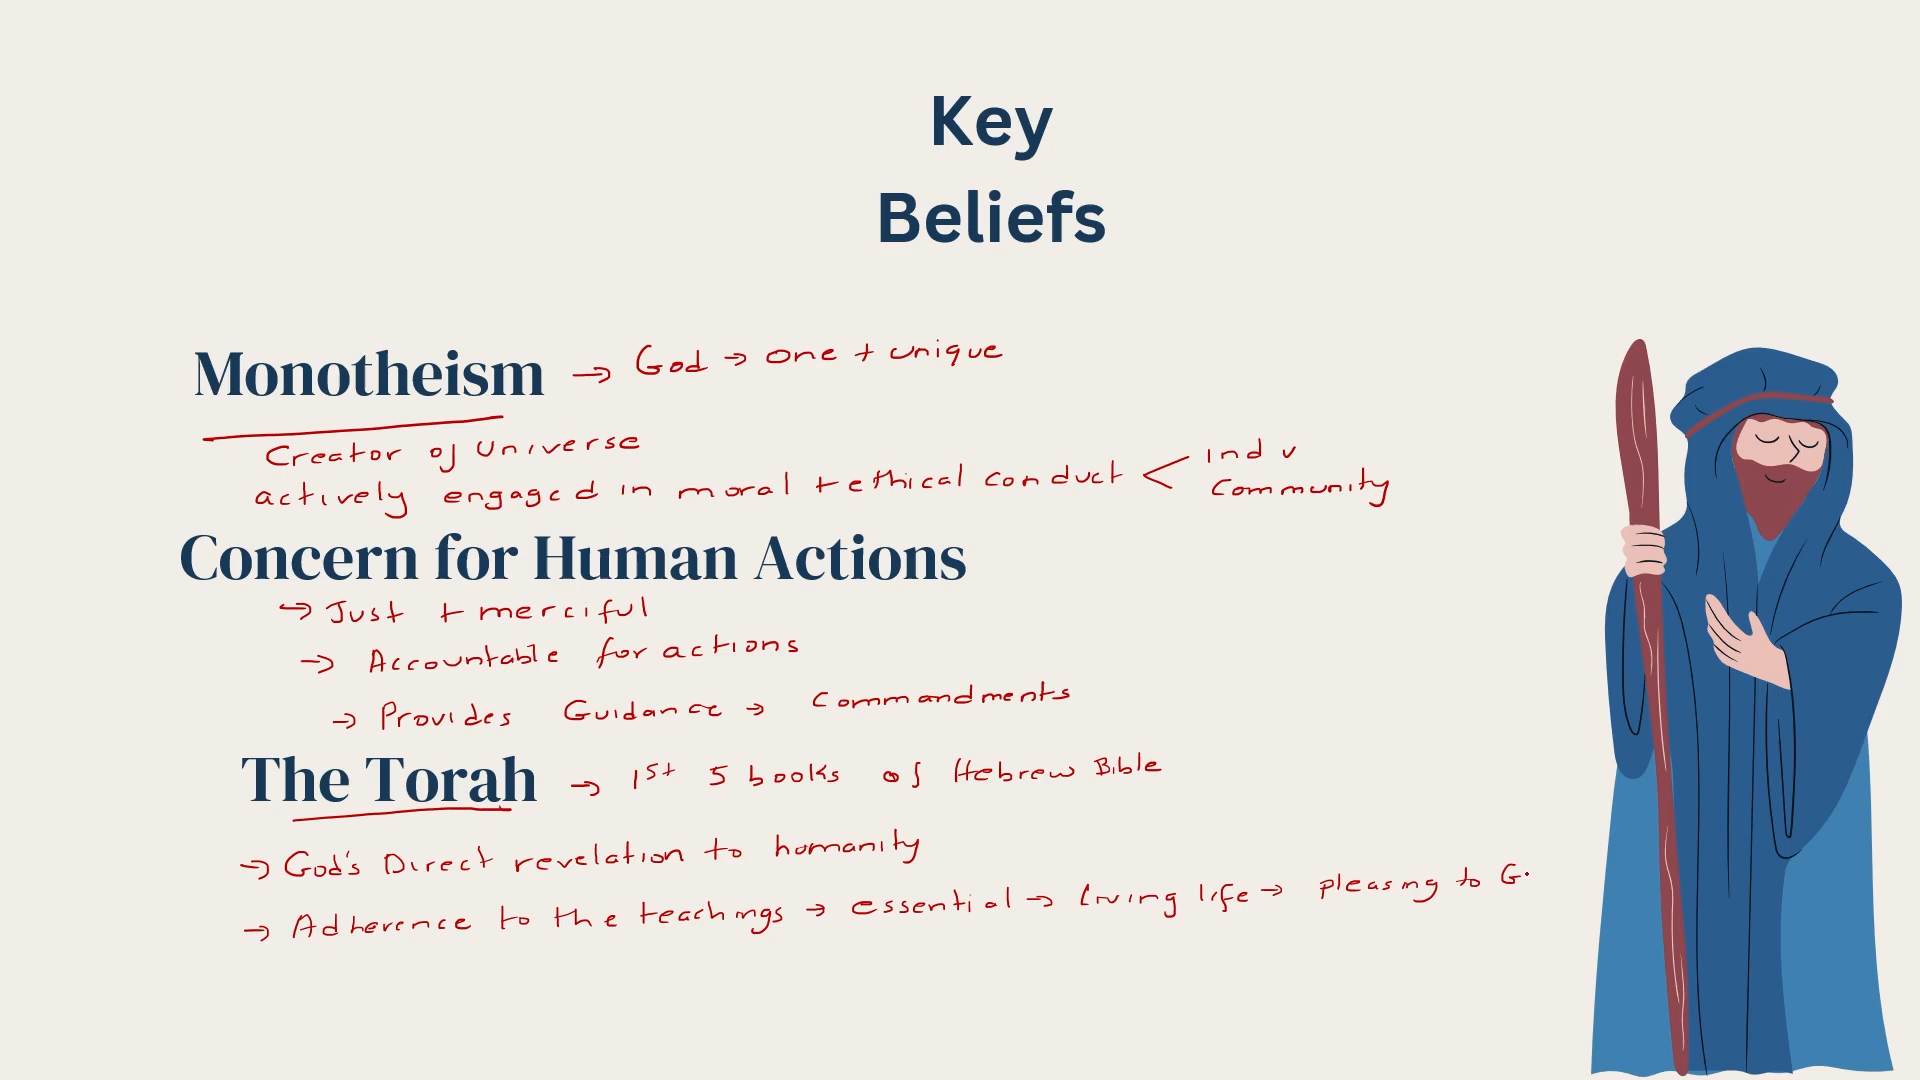 Key
Beliefs
Monotheism → God → one + unique
Creator of Universe
actively engaged in moral + ethical conduct < Indv
Community
Concern for Human Actions
↪ Just + merciful
→ Accountable for actions
→ Provides Guidance → Commandments
The Torah → 1st 5 books of Hebrew Bible
→ God's Direct revelation to humanity
→ Adherence to the teachings → essential → living life → pleasing to G.